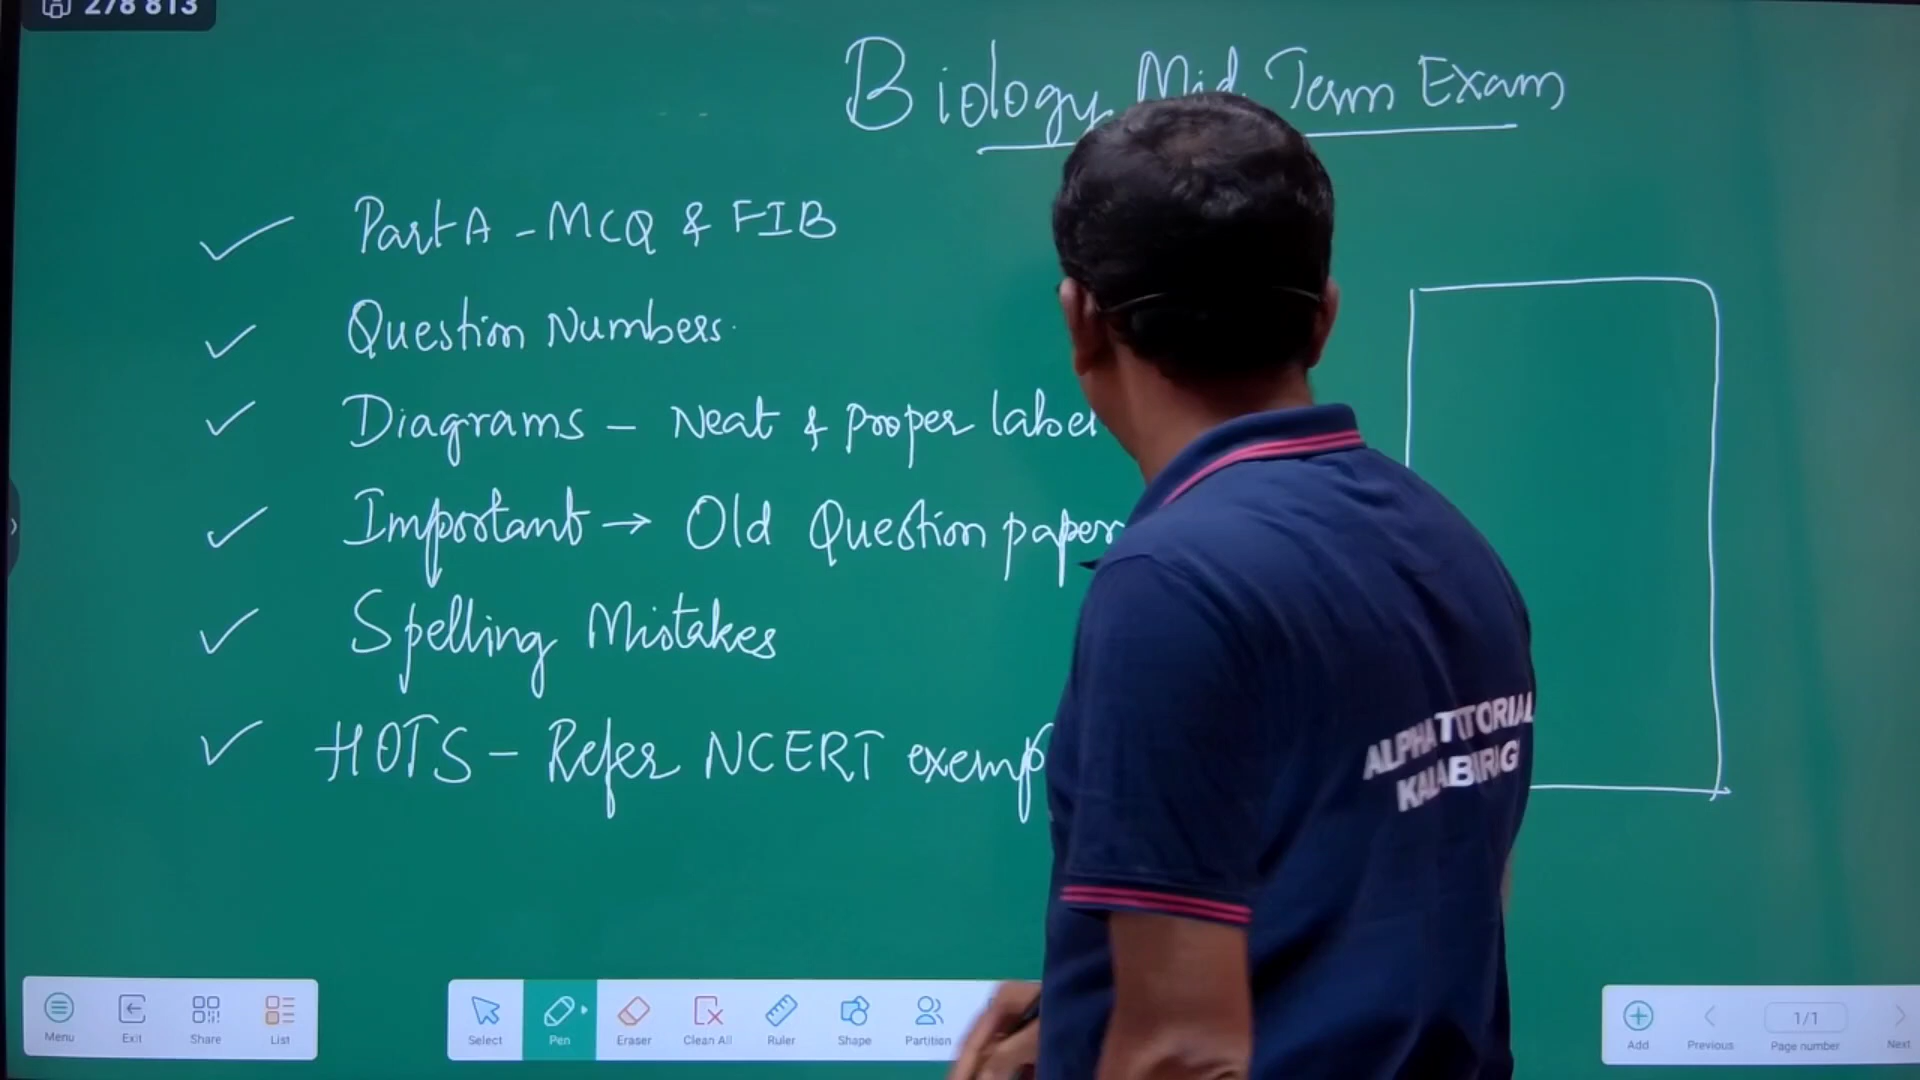 278 813
Biology Mid Term Exam
Part A - MCQ & FIB
Question Numbers.
Diagrams - Neat & Proper label
Important → Old Question paper
Spelling Mistakes
HOTS - Refer NCERT
ALPHA
Menu
Exit
Share
List
Select
Pen
Eraser
Clean All
Ruler
Shape
Partition
Add
Previous
1/1
Page number
Next